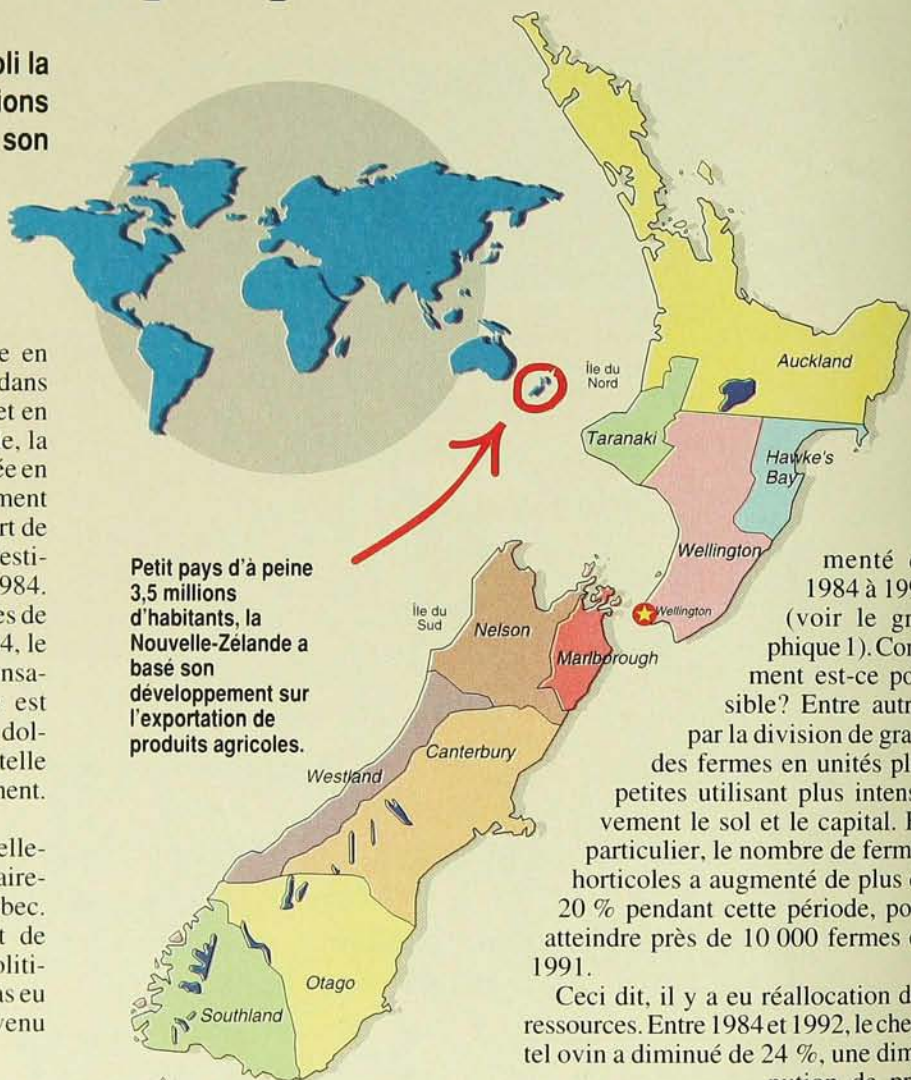 oli la
ions
son
e en
dans
et en
e, la
ée en
ment
rt de
esti-
984.
es de
4, le
nsa-
est
dol-
telle
nent.
elle-
aire-
bec.
t de
oliti-
as eu
venu
Petit pays d'à peine
3,5 millions
d'habitants, la
Nouvelle-Zélande a
basé son
développement sur
l'exportation de
produits agricoles.
Île du
Nord
Auckland
Taranaki
Hawke's
Bay
Wellington
Wellington
Île du
Sud
Nelson
Marlborough
Canterbury
Westland
Otago
Southland
menté
1984 à 199
(voir le gra
phique 1). Com
ment est-ce po
sible? Entre autr
par la division de gra
des fermes en unités pl
petites utilisant plus intens
vement le sol et le capital.
particulier, le nombre de ferm
horticoles a augmenté de plus
20 % pendant cette période, po
atteindre près de 10 000 fermes
1991.
Ceci dit, il y a eu réallocation d
ressources. Entre 1984 et 1992, le che
tel ovin a diminué de 24 %, une dim
nution de pr